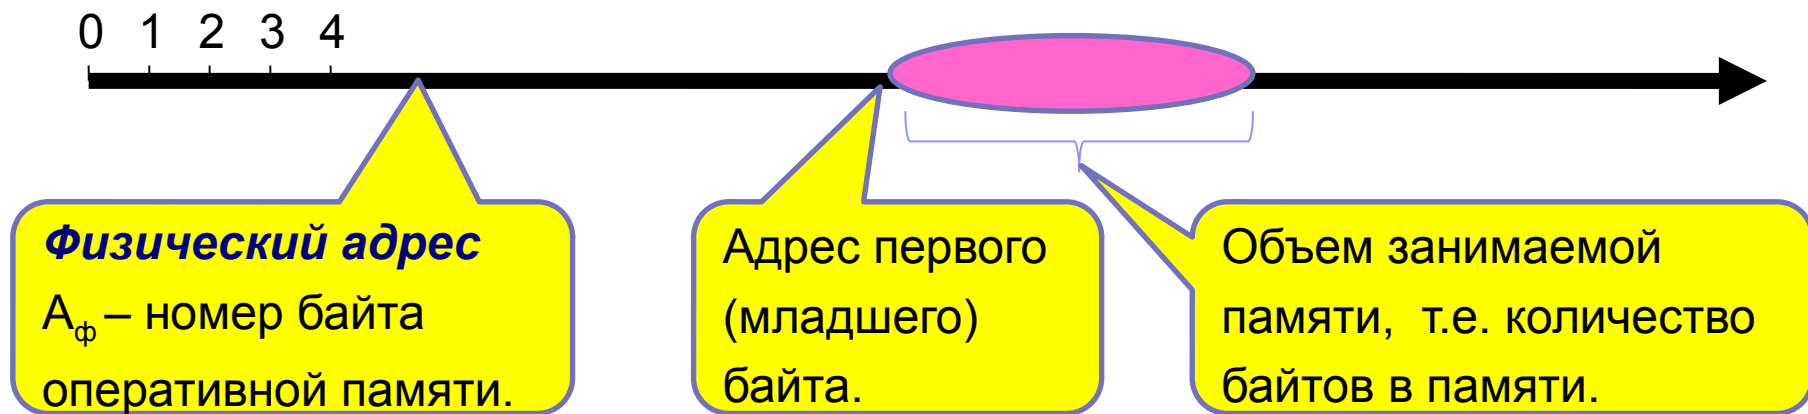 0 1 2 3 4
Физический адрес
Aф – номер байта
оперативной памяти.
Адрес первого
(младшего)
байта.
Объем занимаемой
памяти, т.е. количество
байтов в памяти.